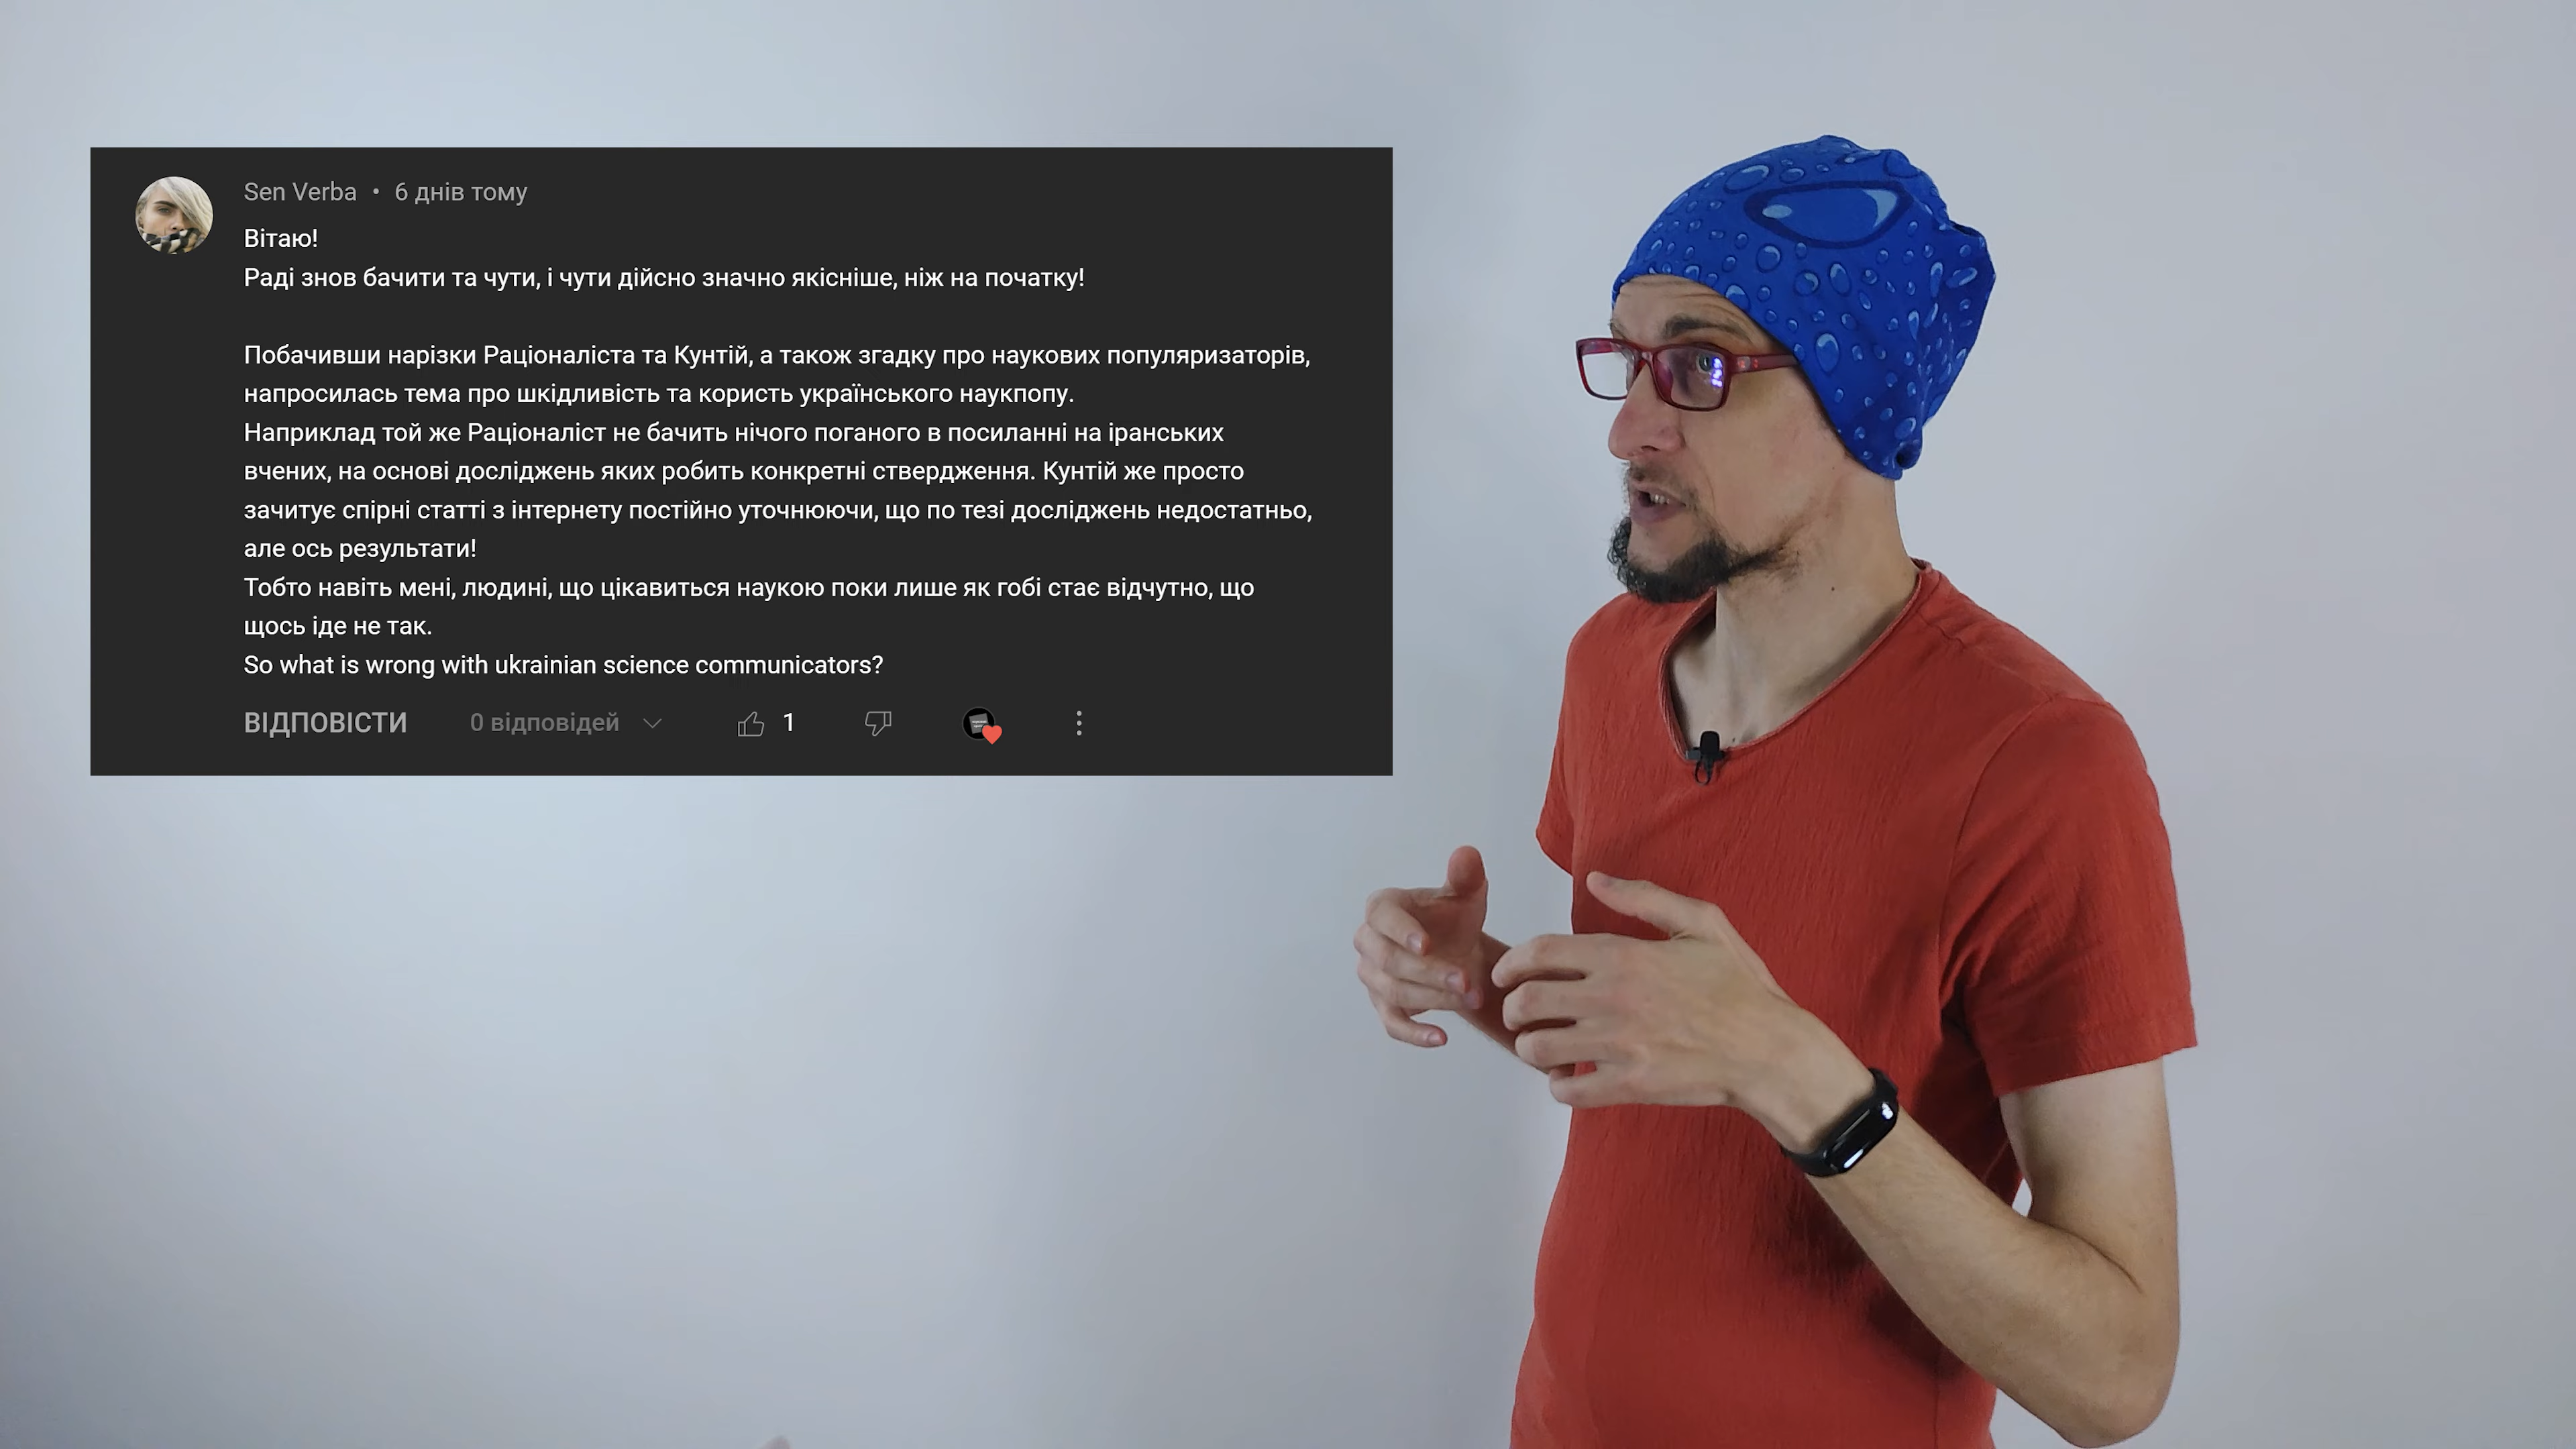 Sen Verba • 6 днів тому
Вітаю!
Раді знов бачити та чути, і чути дійсно значно якісніше, ніж на початку!
Побачивши нарізки Раціоналіста та Кунтій, а також згадку про наукових популяризаторів,
напросилась тема про шкідливість та користь українського наукпопу.
Наприклад той же Раціоналіст не бачить нічого поганого в посиланні на іранських
вчених, на основі досліджень яких робить конкретні ствердження. Кунтій же просто
зачитує спірні статті з інтернету постійно уточнюючи, що по тезі досліджень недостатньо,
але ось результати!
Тобто навіть мені, людині, що цікавиться наукою поки лише як гобі стає відчутно, що
щось іде не так.
So what is wrong with ukrainian science communicators?
ВІДПОВІСТИ 0 відповідей 1